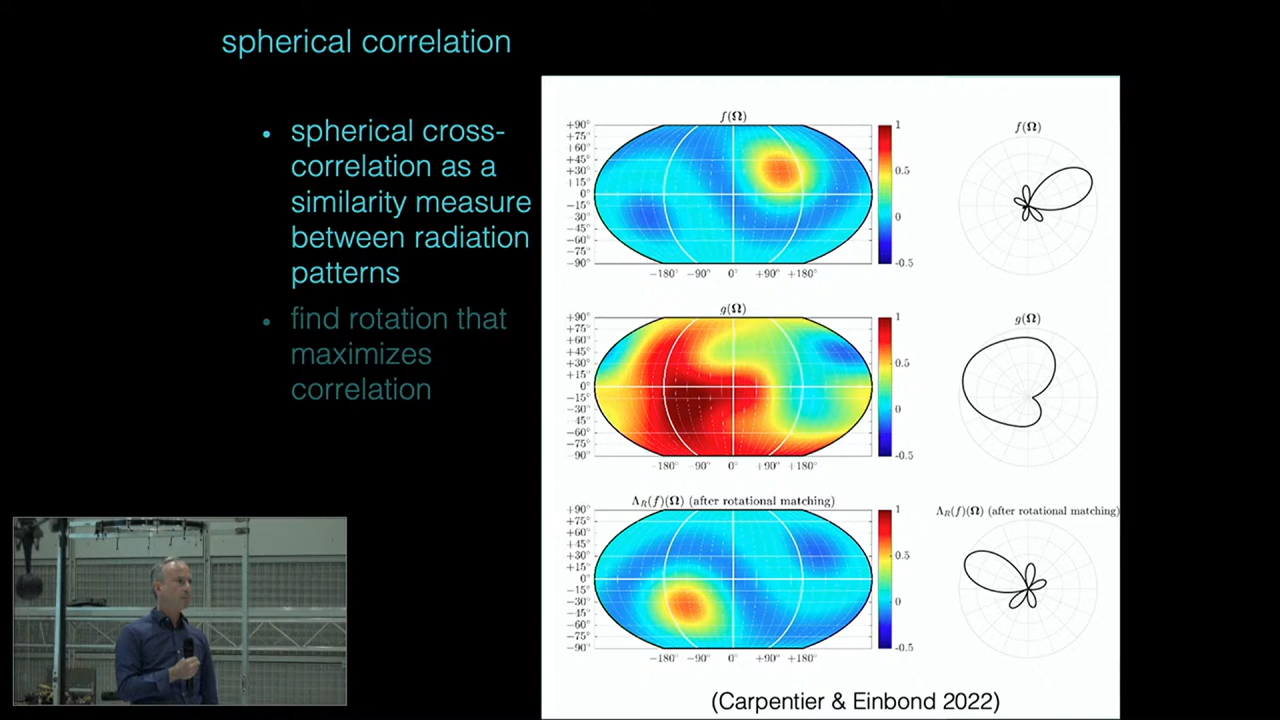 spherical correlation
• spherical cross-
correlation as a
similarity measure
between radiation
patterns
• find rotation that
maximizes
correlation
f(Ω)
+90°
+75°
+60°
+45°
+30°
+15°
0°
−15°
−30°
−45°
−60°
−75°
−90°
−180° −90° 0° +90° +180°
1
0.5
0
-0.5
f(Ω)
g(Ω)
+90°
+75°
+60°
+45°
+30°
+15°
0°
−15°
−30°
−45°
−60°
−75°
−90°
−180° −90° 0° +90° +180°
1
0.5
0
-0.5
g(Ω)
Λ_R(f)(Ω) (after rotational matching)
+90°
+75°
+60°
+45°
+30°
+15°
0°
−15°
−30°
−45°
−60°
−75°
−90°
−180° −90° 0° +90° +180°
1
0.5
0
-0.5
Λ_R(f)(Ω) (after rotational matching)
(Carpentier & Einbond 2022)